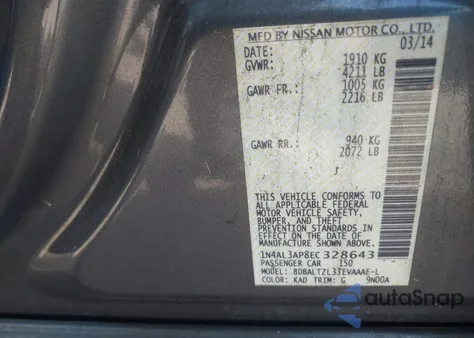 MFD BY NISSAN MOTOR CO., LTD.
DATE: 03/14
GVWR: 1910 KG
4211 LB
GAWR FR.: 1005 KG
2216 LB
GAWR RR.: 940 KG
2072 LB
THIS VEHICLE CONFORMS TO
ALL APPLICABLE FEDERAL
MOTOR VEHICLE SAFETY,
BUMPER, AND THEFT
PREVENTION STANDARDS IN
EFFECT ON THE DATE OF
MANUFACTURE SHOWN ABOVE.
1N4AL3AP8EC328643
PASSENGER CAR I50
MODEL: BDBALTZL33EVAAAE-L
COLOR: KAD TRIM: G 9N00A
autoSnap